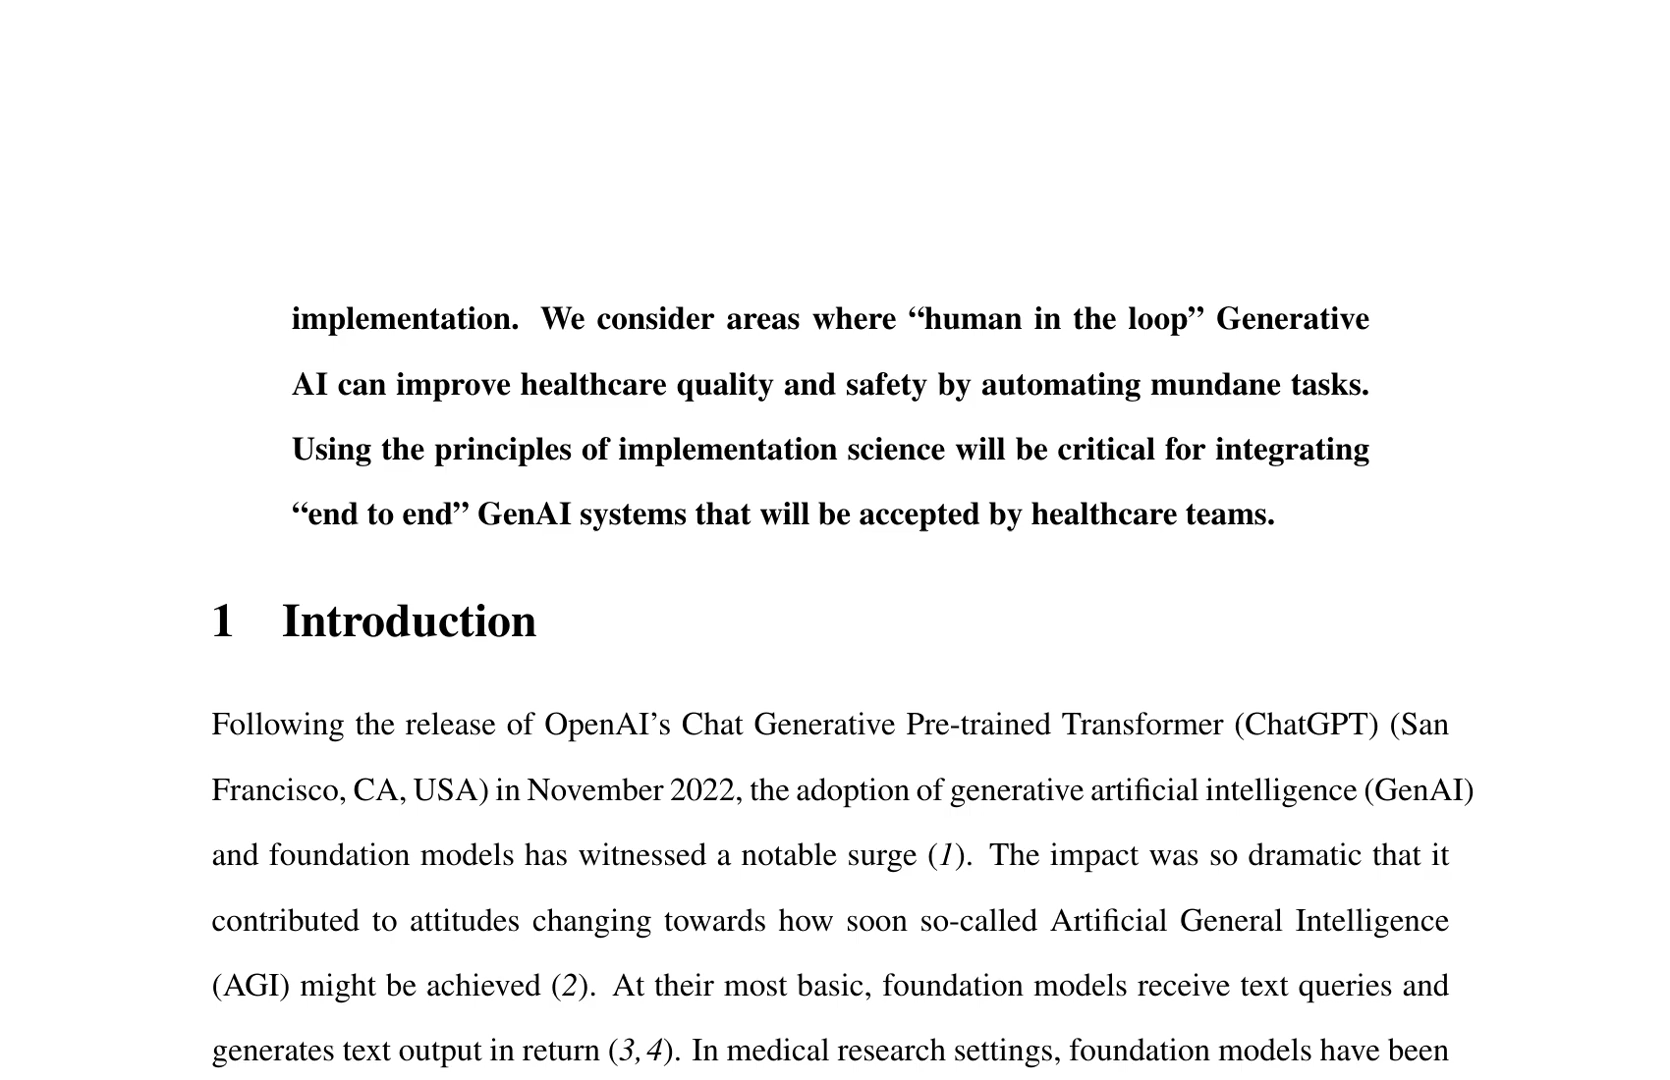 implementation. We consider areas where “human in the loop” Generative
AI can improve healthcare quality and safety by automating mundane tasks.
Using the principles of implementation science will be critical for integrating
“end to end” GenAI systems that will be accepted by healthcare teams.
1 Introduction
Following the release of OpenAI’s Chat Generative Pre-trained Transformer (ChatGPT) (San
Francisco, CA, USA) in November 2022, the adoption of generative artificial intelligence (GenAI)
and foundation models has witnessed a notable surge (1). The impact was so dramatic that it
contributed to attitudes changing towards how soon so-called Artificial General Intelligence
(AGI) might be achieved (2). At their most basic, foundation models receive text queries and
generates text output in return (3,4). In medical research settings, foundation models have been